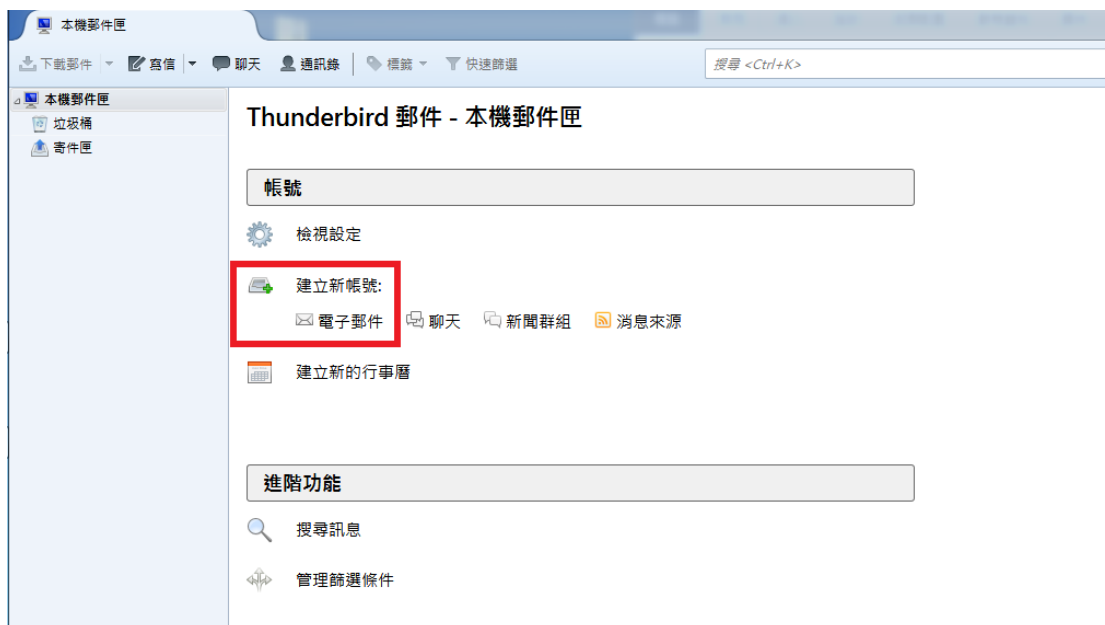 本機郵件匣
下載郵件 寫信 聊天 通訊錄 標籤 快速篩選 搜尋 <Ctrl+K>
本機郵件匣
垃圾桶
寄件匣
Thunderbird 郵件 - 本機郵件匣
帳號
檢視設定
建立新帳號:
電子郵件 聊天 新聞群組 消息來源
建立新的行事曆
進階功能
搜尋訊息
管理篩選條件